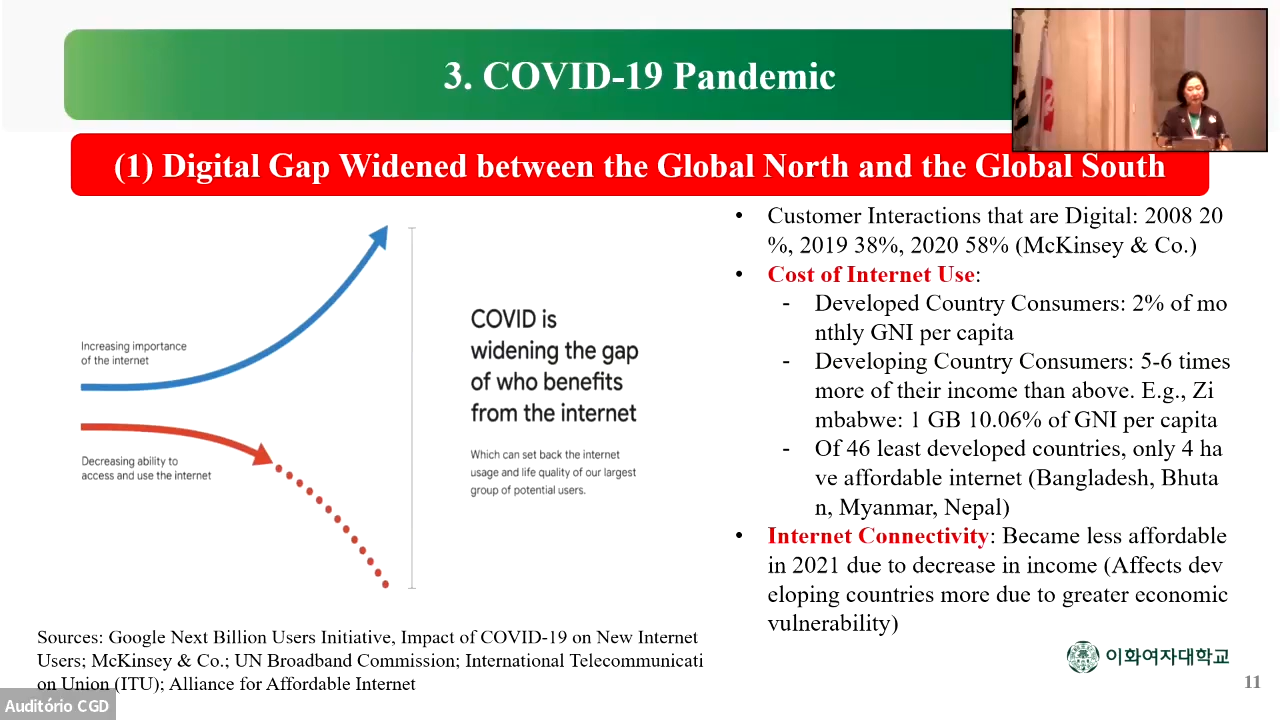 3. COVID-19 Pandemic
(1) Digital Gap Widened between the Global North and the Global South
Increasing importance
of the internet
Decreasing ability to
access and use the internet
COVID is
widening the gap
of who benefits
from the internet
Which can set back the internet
usage and life quality of our largest
group of potential users.
• Customer Interactions that are Digital: 2008 20
%, 2019 38%, 2020 58% (McKinsey & Co.)
• Cost of Internet Use:
- Developed Country Consumers: 2% of mo
nthly GNI per capita
- Developing Country Consumers: 5-6 times
more of their income than above. E.g., Zi
mbabwe: 1 GB 10.06% of GNI per capita
- Of 46 least developed countries, only 4 ha
ve affordable internet (Bangladesh, Bhuta
n, Myanmar, Nepal)
• Internet Connectivity: Became less affordable
in 2021 due to decrease in income (Affects dev
eloping countries more due to greater economic
vulnerability)
Sources: Google Next Billion Users Initiative, Impact of COVID-19 on New Internet
Users; McKinsey & Co.; UN Broadband Commission; International Telecommunicati
on Union (ITU); Alliance for Affordable Internet
이화여자대학교
11
Auditório CGD